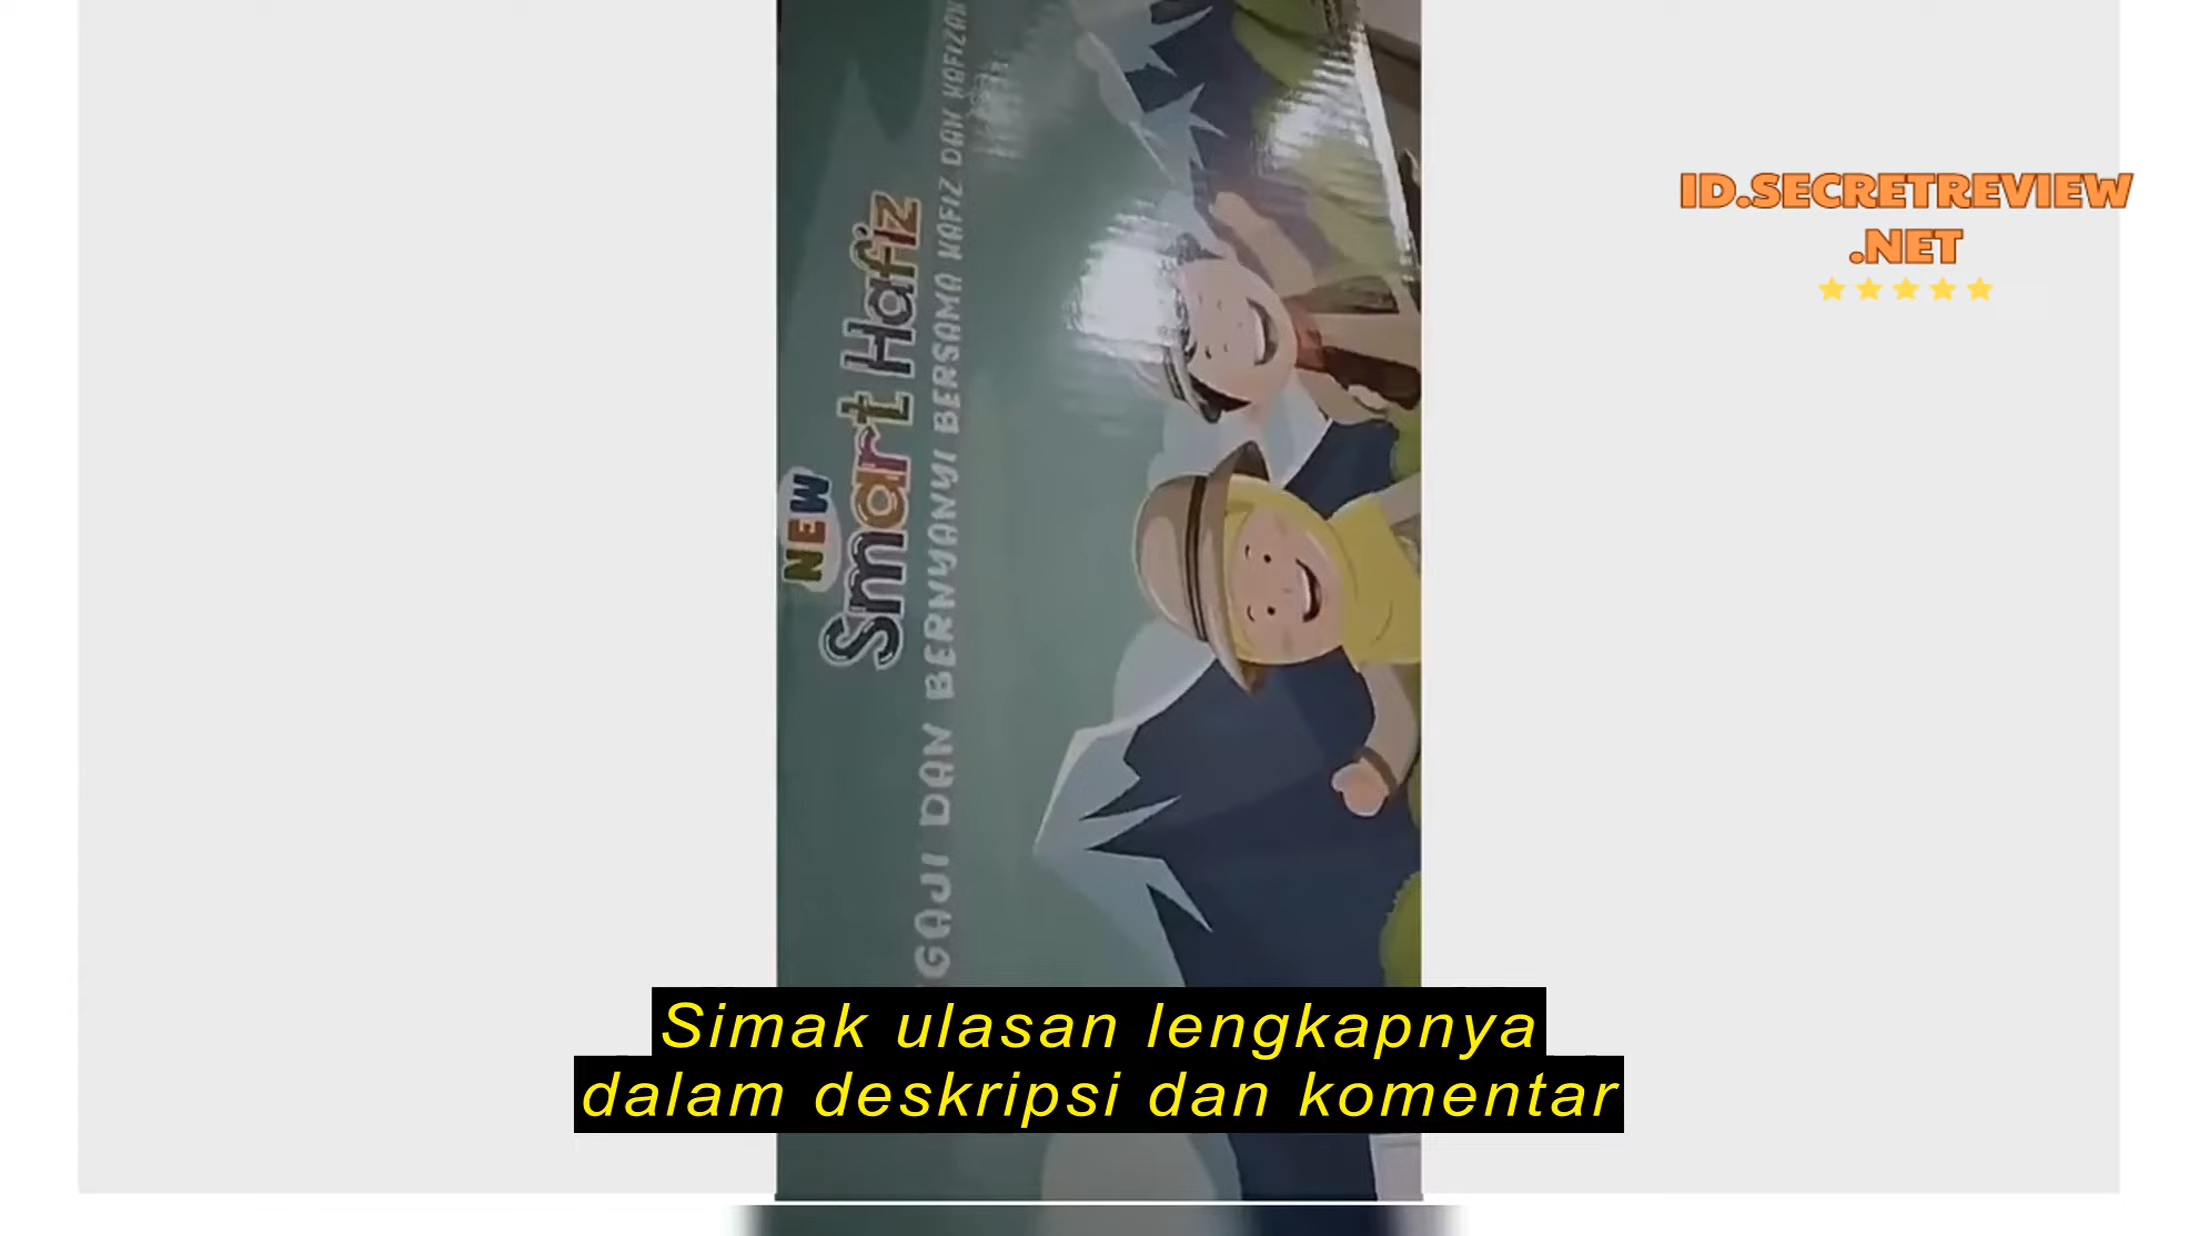 ID.SECRETREVIEW
.NET
NEW
Smart Hafiz
GAJI DAN BERNYANYI BERSAMA HAFIZ DAN HAFIZAH
Simak ulasan lengkapnya
dalam deskripsi dan komentar